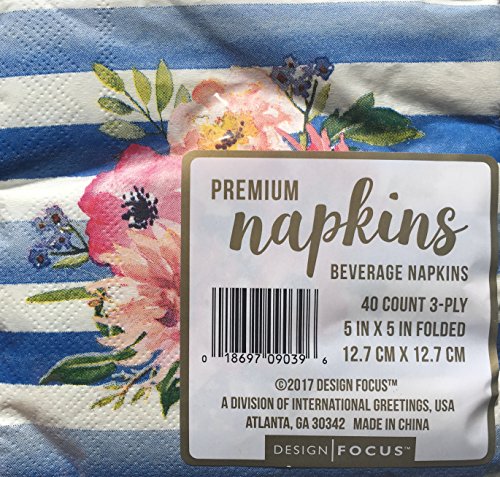 PREMIUM
napkins
BEVERAGE NAPKINS
40 COUNT 3-PLY
5 IN X 5 IN FOLDED
12.7 CM X 12.7 CM
0 18697 09039 6
©2017 DESIGN FOCUS™
A DIVISION OF INTERNATIONAL GREETINGS, USA
ATLANTA, GA 30342 MADE IN CHINA
DESIGN|FOCUS™